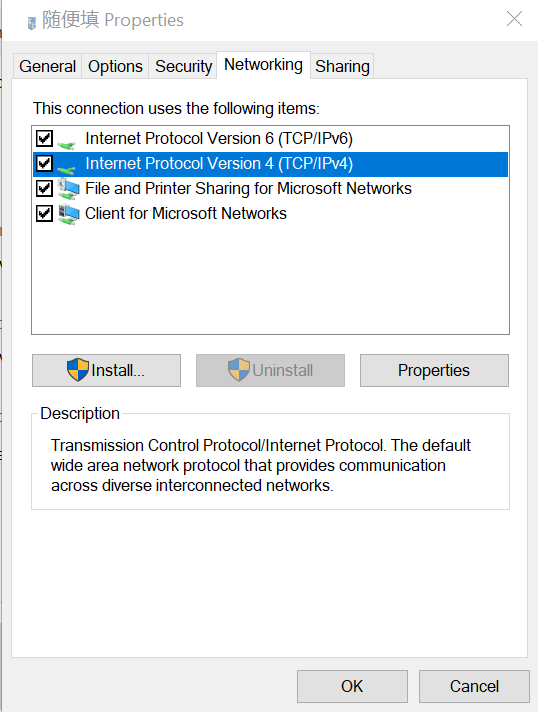 随便填 Properties
General Options Security Networking Sharing
This connection uses the following items:
Internet Protocol Version 6 (TCP/IPv6)
Internet Protocol Version 4 (TCP/IPv4)
File and Printer Sharing for Microsoft Networks
Client for Microsoft Networks
Install... Uninstall Properties
Description
Transmission Control Protocol/Internet Protocol. The default
wide area network protocol that provides communication
across diverse interconnected networks.
OK Cancel